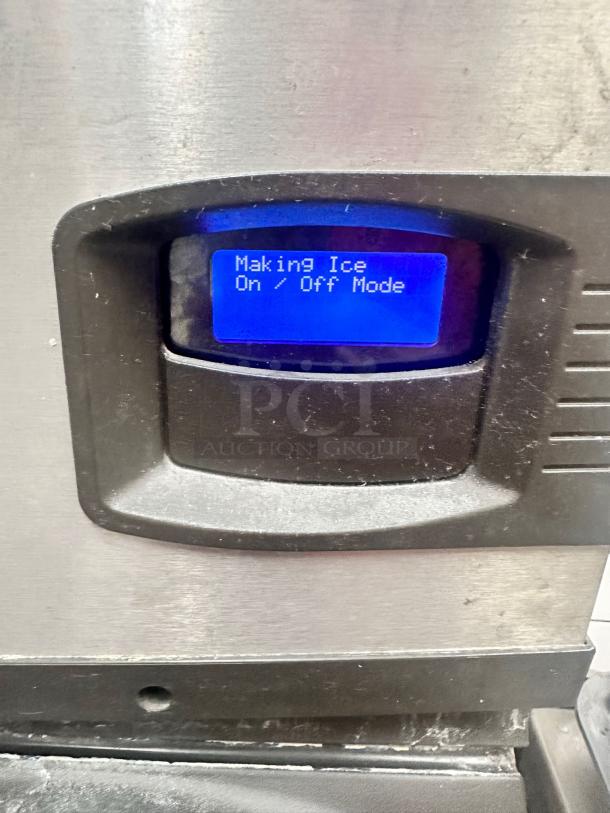 Making Ice
On / Off Mode
PCI
AUCTION GROUP